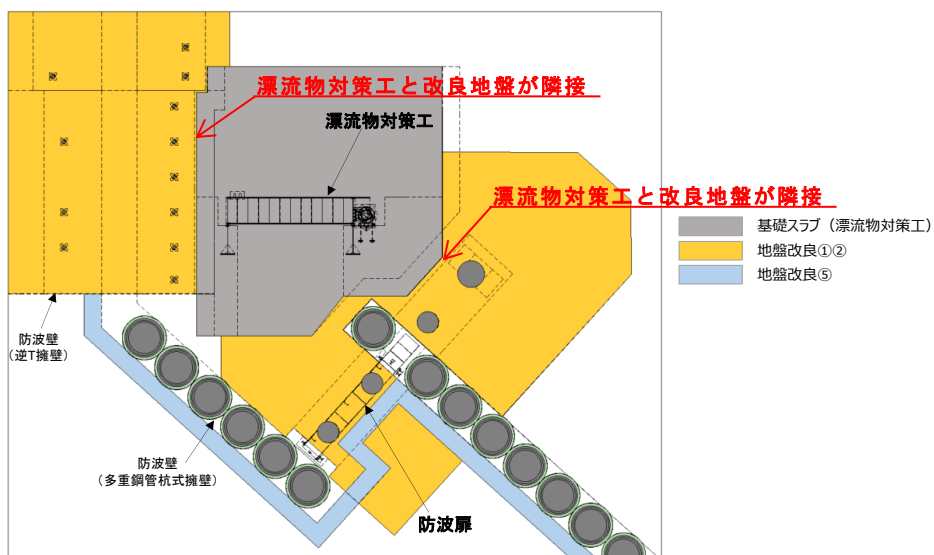 漂流物対策工と改良地盤が隣接
漂流物対策工
漂流物対策工と改良地盤が隣接
基礎スラブ（漂流物対策工）
地盤改良①②
地盤改良⑤
防波壁
（逆T擁壁）
防波壁
（多重鋼管杭式擁壁）
防波扉